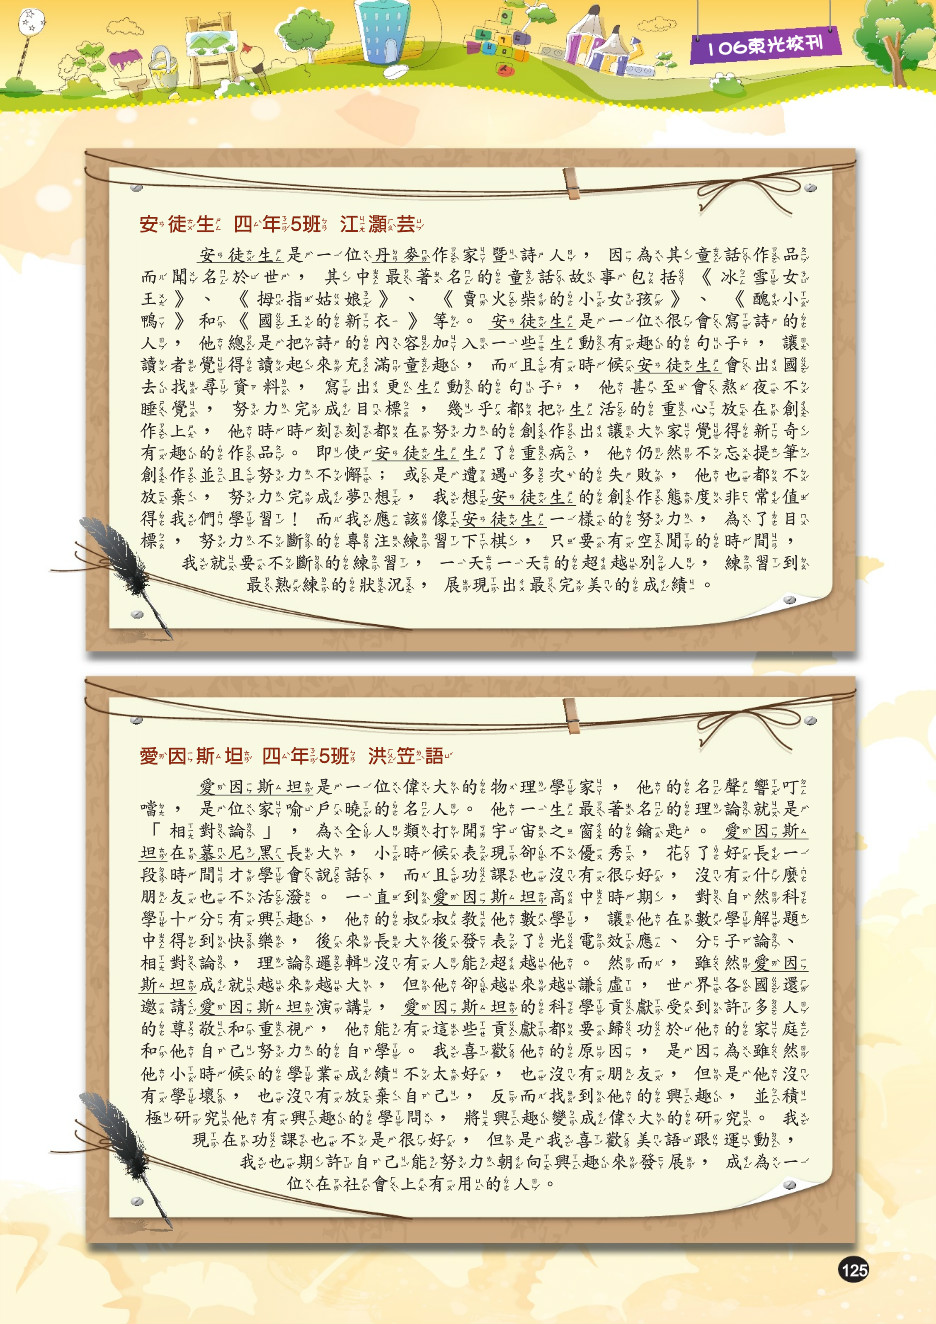 106東光校刊
安徒生 四年5班 江灝芸
安徒生是一位丹麥作家暨詩人，因為其童話作品
而聞名於世，其中最著名的童話故事包括《冰雪女
王》、《拇指姑娘》、《賣火柴的小女孩》、《醜小
鴨》和《國王的新衣》等。安徒生是一位很會寫詩的
人，他總是把詩的內容加入一些生動有趣的句子，讓
讀者覺得讀起來充滿童趣，而且有時候安徒生會出國
去找尋資料，寫出更生動的句子，他甚至會熬夜不
睡覺，努力完成目標，幾乎都把生活的重心放在創
作上，他時時刻刻都在努力的創作出讓大家覺得新奇
有趣的作品。即使安徒生生了重病，他仍然不忘提筆
創作並且努力不懈；或是遭遇多次的失敗，他也都不
放棄，努力完成夢想，我想安徒生的創作態度非常值
得我們學習！而我應該像安徒生一樣的努力，為了目
標，努力不斷的專注練習下棋，只要有空閒的時間，
我就要不斷的練習，一天一天的超越別人，練習到
最熟練的狀況，展現出最完美的成績。
愛因斯坦 四年5班 洪笠語
愛因斯坦是一位偉大的物理學家，他的名聲響叮
噹，是位家喻戶曉的名人。他一生最著名的理論就是
「相對論」，為全人類打開宇宙之窗的鑰匙。愛因斯
坦在慕尼黑長大，小時候表現卻不優秀，花了好長一
段時間才學會說話，而且功課也沒有很好，沒有什麼
朋友也不活潑。一直到愛因斯坦高中時期，對自然科
學十分有興趣，他的叔叔教他數學，讓他在數學解題
中得到快樂，後來長大後發表了光電效應、分子論、
相對論，理論邏輯沒有人能超越他。然而，雖然愛因
斯坦成就越來越大，但他卻越來越謙虛，世界各國還
邀請愛因斯坦演講，愛因斯坦的科學貢獻受到許多人
的尊敬和重視，他能有這些貢獻都要歸功於他的家庭
和他自己努力的自學。我喜歡他的原因，是因為雖然
他小時候的學業成績不太好，也沒有朋友，但是他沒
有學壞，也沒有放棄自己，反而找到他的興趣，並積
極研究他有興趣的學問，將興趣變成偉大的研究。我
現在功課也不是很好，但是我喜歡美語跟運動，
我也期許自己能努力朝向興趣來發展，成為一
位在社會上有用的人。
125